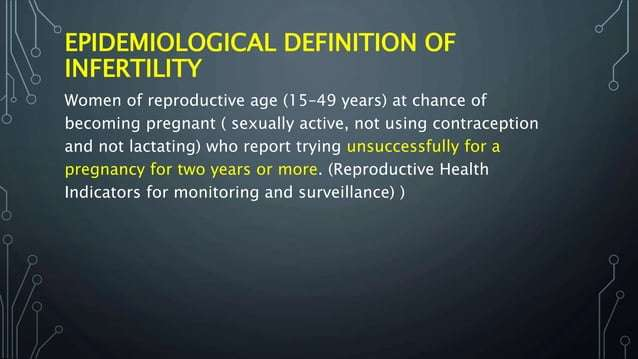 EPIDEMIOLOGICAL DEFINITION OF
INFERTILITY
Women of reproductive age (15–49 years) at chance of
becoming pregnant ( sexually active, not using contraception
and not lactating) who report trying unsuccessfully for a
pregnancy for two years or more. (Reproductive Health
Indicators for monitoring and surveillance) )